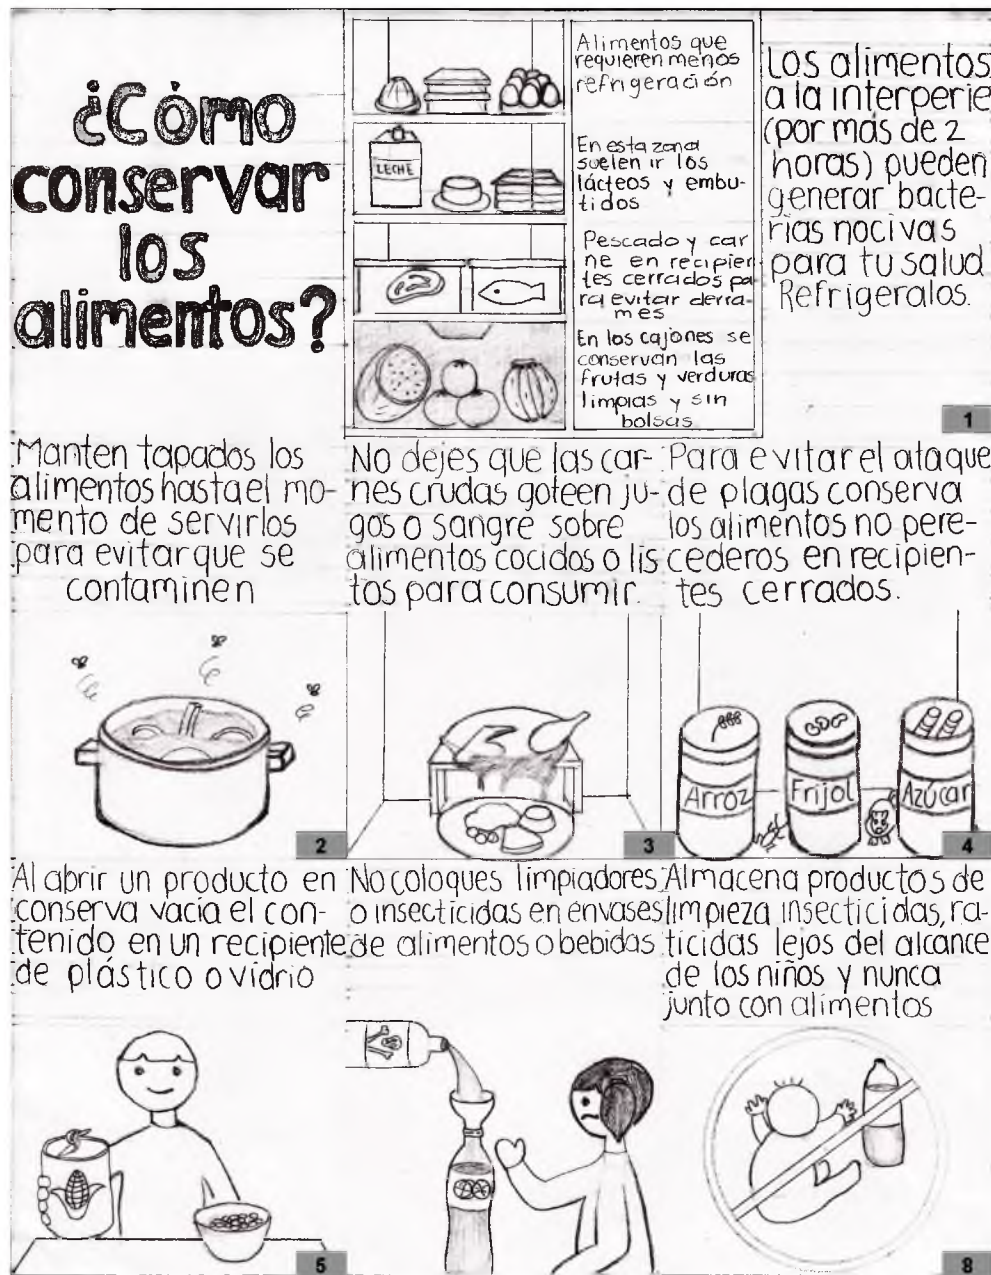 ¿Cómo
conservar
los
alimentos?
Alimentos que
requieren menos
refrigeración
LECHE
En esta zona
suelen ir los
lácteos y embu-
tidos
Pescado y car
ne en recipien
tes cerrados pa
ra evitar derra-
mes
En los cajones se
conservan las
frutas y verduras
limpias y sin
bolsas
Los alimentos
a la interperie
(por más de 2
horas) pueden
generar bacte-
rias nocivas
para tu salud
Refrigeralos.
1
Manten tapados los
alimentos hasta el mo-
mento de servirlos
para evitar que se
contaminen
2
No dejes que las car-
nes crudas goteen ju-
gos o sangre sobre
alimentos cocidos o lis
tos para consumir.
3
Para evitar el ataque
de plagas conserva
los alimentos no pere-
cederos en recipien-
tes cerrados.
Arroz
Frijol
Azúcar
4
Al abrir un producto en
conserva vacía el con-
tenido en un recipiente
de plástico o vidrio
5
No coloques limpiadores
o insecticidas en envases
de alimentos o bebidas
Almacena productos de
limpieza insecticidas, ra-
ticidas lejos del alcance
de los niños y nunca
junto con alimentos
8